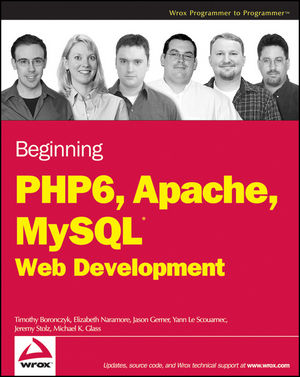 Wrox Programmer to Programmer™
Beginning
PHP6, Apache,
MySQL®
Web Development
Timothy Boronczyk, Elizabeth Naramore, Jason Gerner, Yann Le Scouarnec,
Jeremy Stolz, Michael K. Glass
wrox™
Updates, source code, and Wrox technical support at www.wrox.com